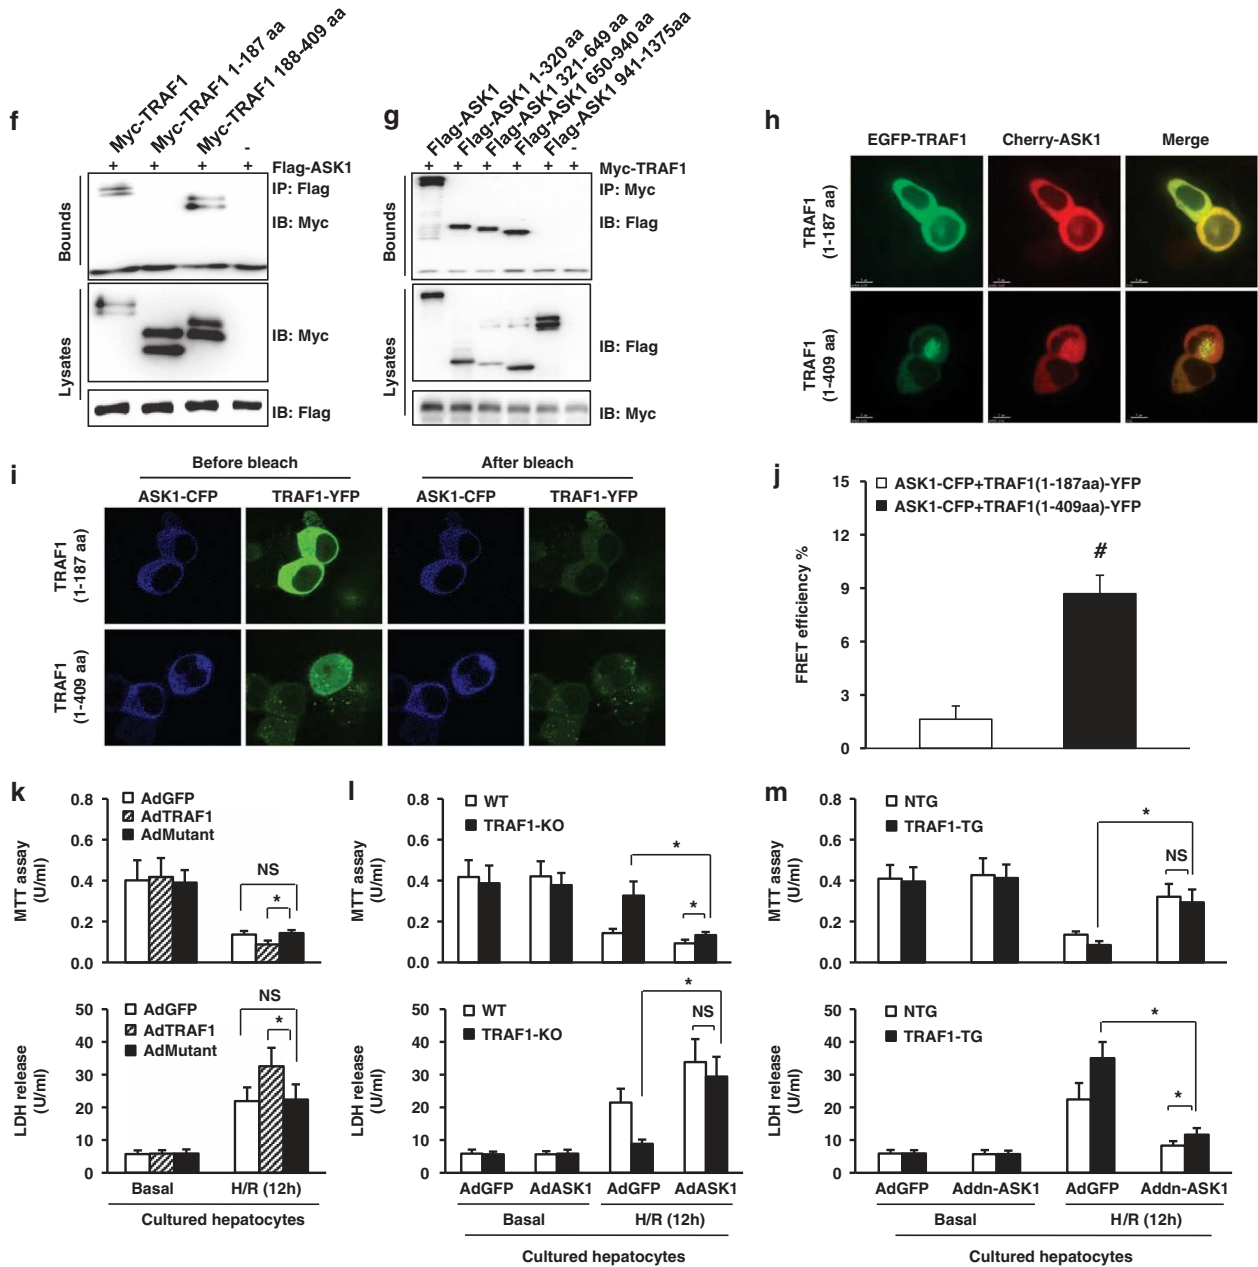 f
Myc-TRAF1
Myc-TRAF1 1-187 aa
Myc-TRAF1 188-409 aa
-
+ + + + Flag-ASK1
Bounds
IP: Flag
IB: Myc
Lysates
IB: Myc
IB: Flag
g
Flag-ASK1
Flag-ASK1 1-320 aa
Flag-ASK1 321-649 aa
Flag-ASK1 650-940 aa
Flag-ASK1 941-1375aa
-
+ + + + + + Myc-TRAF1
Bounds
IP: Myc
IB: Flag
Lysates
IB: Flag
IB: Myc
h
EGFP-TRAF1 Cherry-ASK1 Merge
TRAF1
(1-187 aa)
TRAF1
(1-409 aa)
i
Before bleach After bleach
ASK1-CFP TRAF1-YFP ASK1-CFP TRAF1-YFP
TRAF1
(1-187 aa)
TRAF1
(1-409 aa)
j
ASK1-CFP+TRAF1(1-187aa)-YFP
ASK1-CFP+TRAF1(1-409aa)-YFP
FRET efficiency %
15
12
9
6
3
0
#
k
AdGFP
AdTRAF1
AdMutant
MTT assay
(U/ml)
0.8
0.6
0.4
0.2
0.0
NS
*
AdGFP
AdTRAF1
AdMutant
LDH release
(U/ml)
50
40
30
20
10
0
NS
*
Basal H/R (12h)
Cultured hepatocytes
l
WT
TRAF1-KO
MTT assay
(U/ml)
0.8
0.6
0.4
0.2
0.0
*
*
WT
TRAF1-KO
LDH release
(U/ml)
50
40
30
20
10
0
*
NS
AdGFP AdASK1 AdGFP AdASK1
Basal H/R (12h)
Cultured hepatocytes
m
NTG
TRAF1-TG
MTT assay
(U/ml)
0.8
0.6
0.4
0.2
0.0
*
NS
NTG
TRAF1-TG
LDH release
(U/ml)
50
40
30
20
10
0
*
*
AdGFP Addn-ASK1 AdGFP Addn-ASK1
Basal H/R (12h)
Cultured hepatocytes